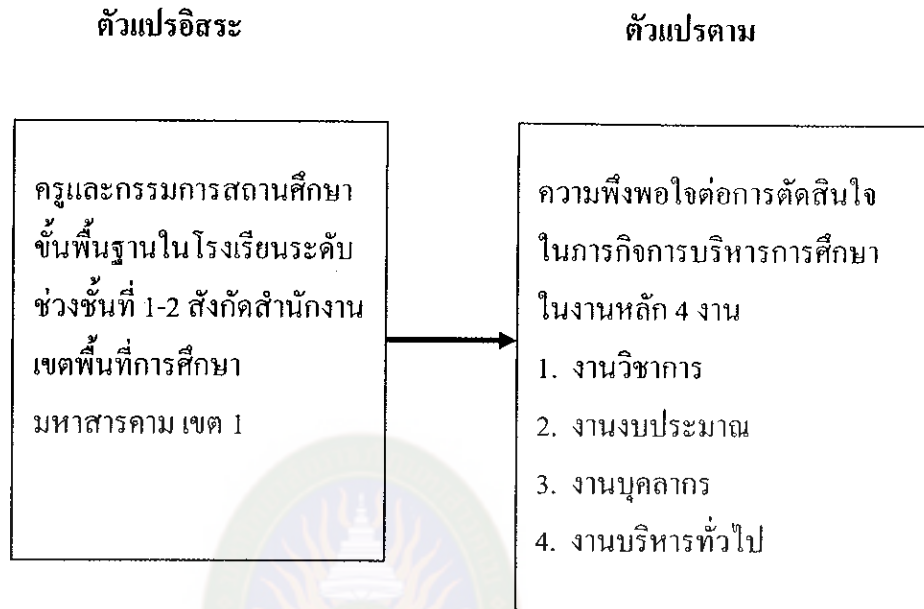 ตัวแปรอิสระ
ตัวแปรตาม
ครูและกรรมการสถานศึกษา
ขั้นพื้นฐานในโรงเรียนระดับ
ช่วงชั้นที่ 1-2 สังกัดสำนักงาน
เขตพื้นที่การศึกษา
มหาสารคาม เขต 1
ความพึงพอใจต่อการตัดสินใจ
ในภารกิจการบริหารการศึกษา
ในงานหลัก 4 งาน
1. งานวิชาการ
2. งานงบประมาณ
3. งานบุคลากร
4. งานบริหารทั่วไป